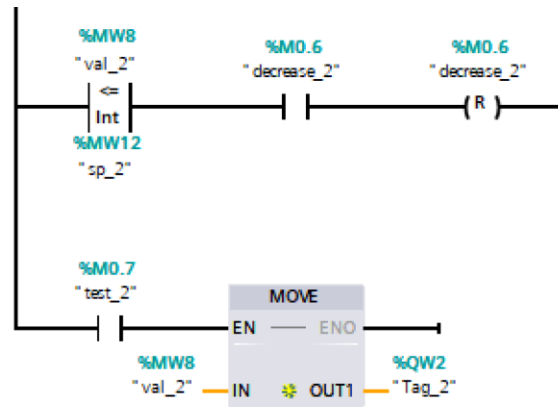 %MW8
"val_2"
<=
Int
%MW12
"sp_2"
%M0.6
"decrease_2"
%M0.6
"decrease_2"
R
%M0.7
"test_2"
MOVE
EN
ENO
%MW8
"val_2"
IN
OUT1
%QW2
"Tag_2"